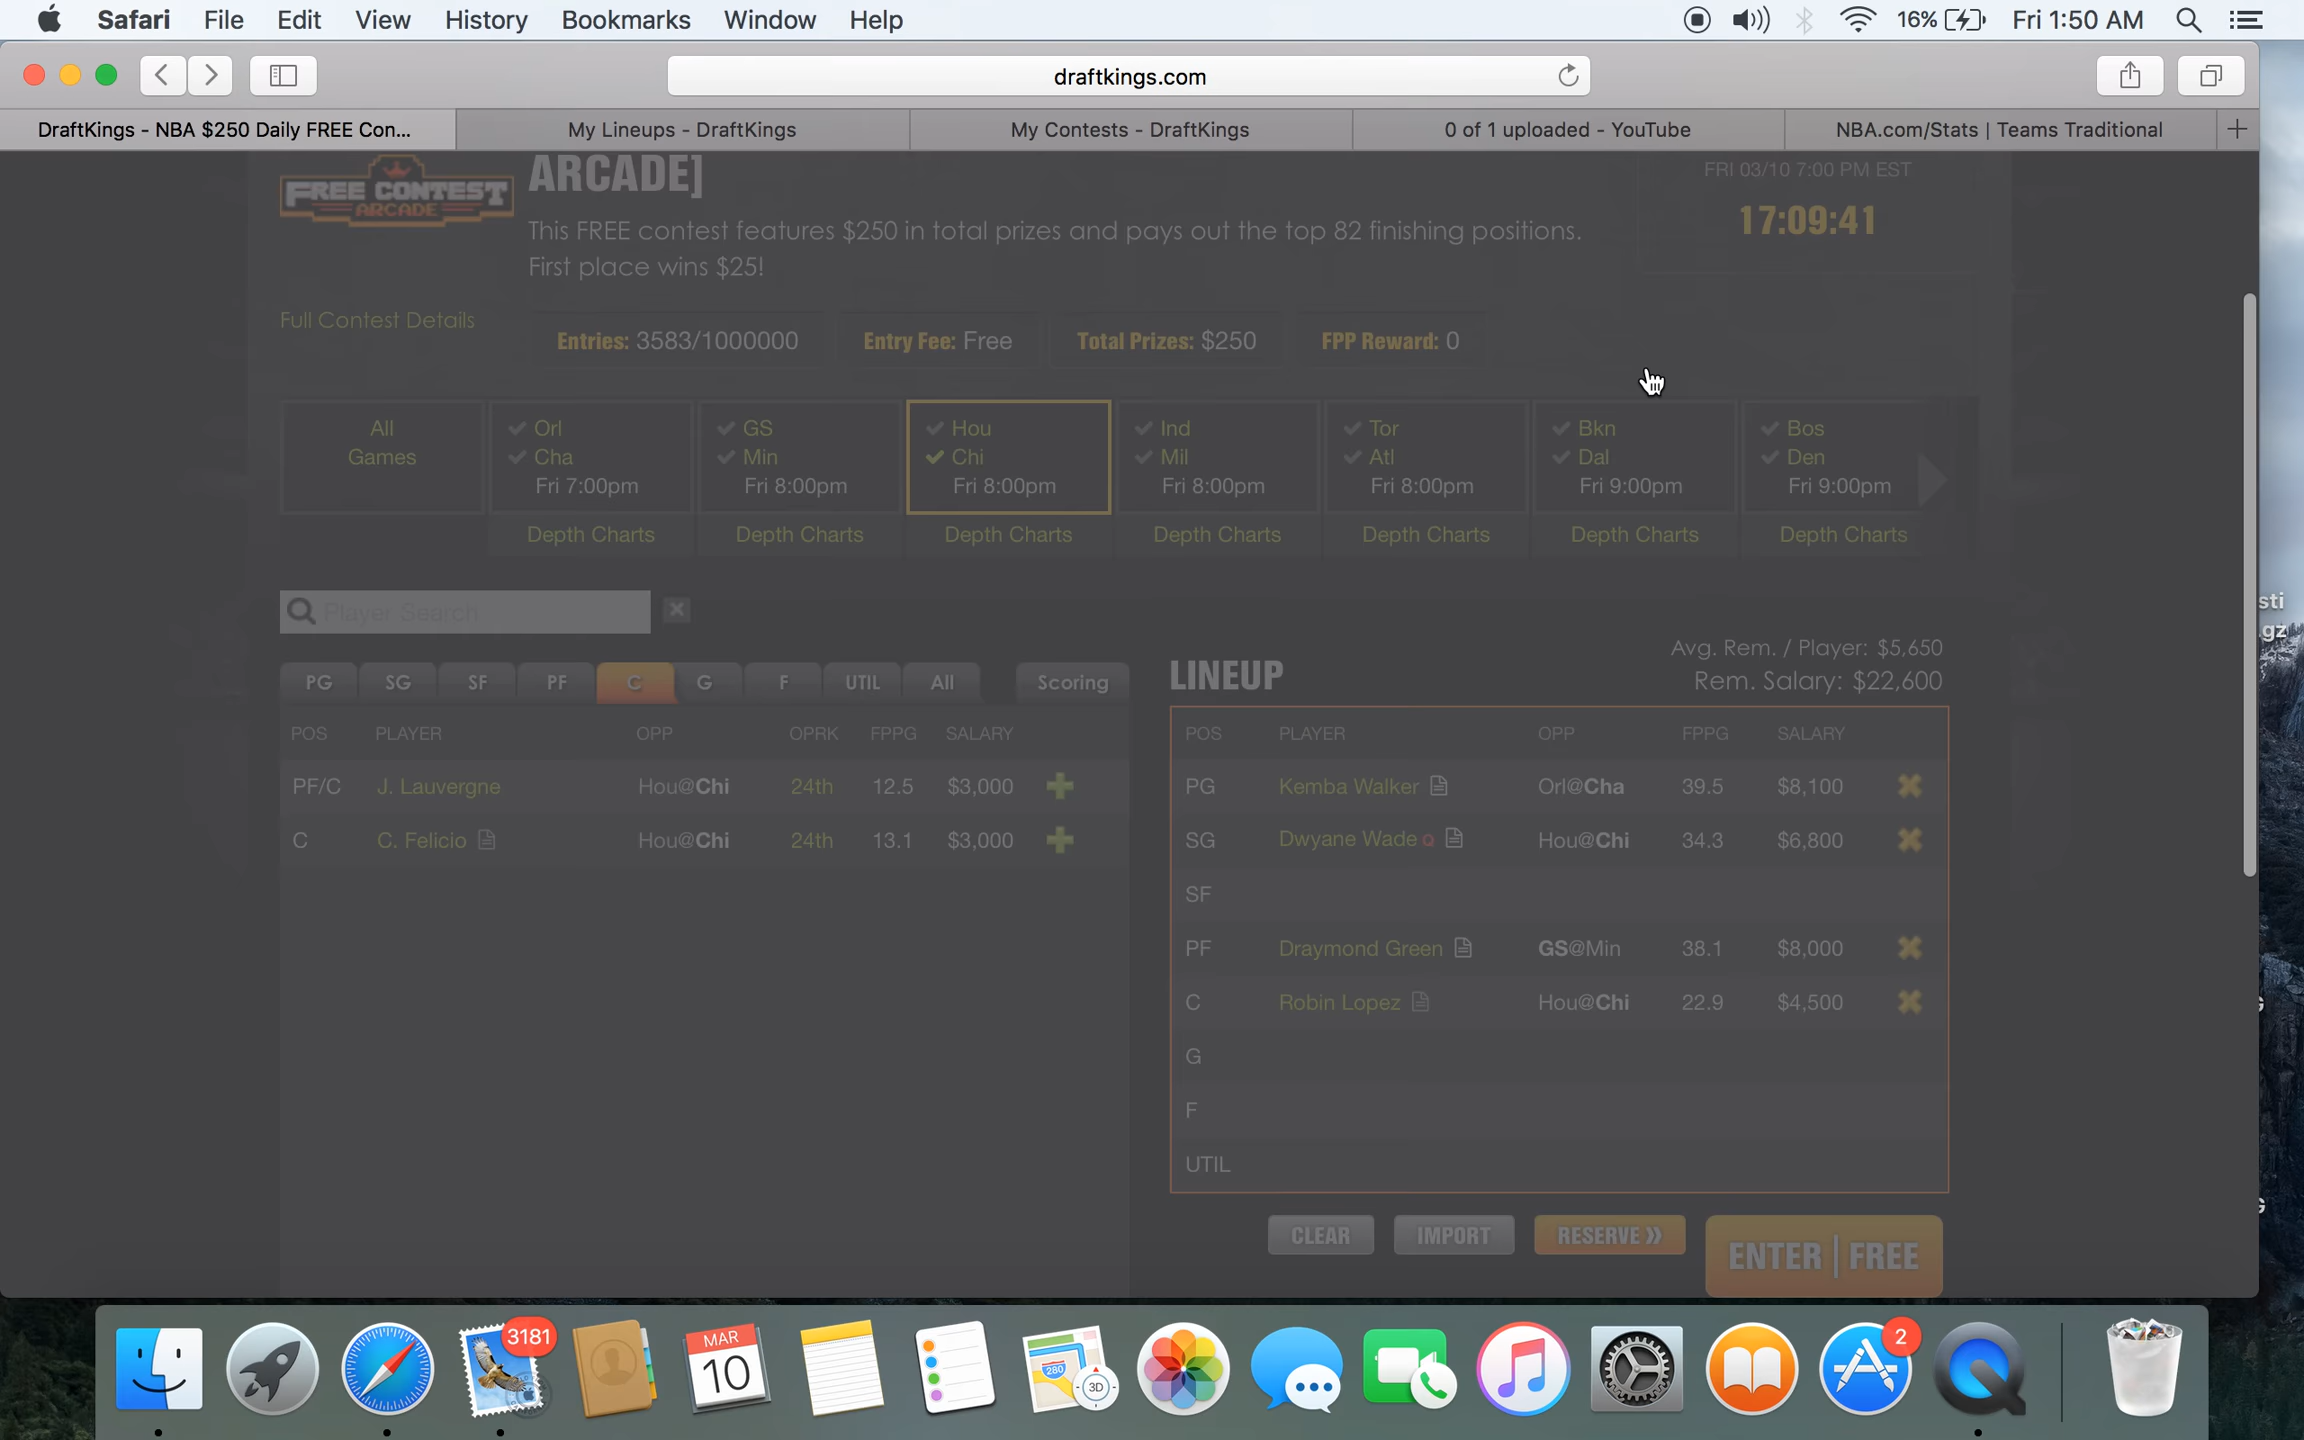 Safari File Edit View History Bookmarks Window Help 16% Fri 1:50 AM
draftkings.com
DraftKings - NBA $250 Daily FREE Con... My Lineups - DraftKings My Contests - DraftKings 0 of 1 uploaded - YouTube NBA.com/Stats | Teams Traditional
FREE CONTEST
ARCADE
ARCADE]
FRI 03/10 7:00 PM EST
17:09:41
This FREE contest features $250 in total prizes and pays out the top 82 finishing positions.
First place wins $25!
Full Contest Details
Entries: 3583/1000000 Entry Fee: Free Total Prizes: $250 FPP Reward: 0
All Orl GS Hou Ind Tor Bkn Bos
Games Cha Min Chi Mil Atl Dal Den
Fri 7:00pm Fri 8:00pm Fri 8:00pm Fri 8:00pm Fri 8:00pm Fri 9:00pm Fri 9:00pm
Depth Charts Depth Charts Depth Charts Depth Charts Depth Charts Depth Charts Depth Charts
Player Search
PG SG SF PF C G F UTIL All Scoring
POS PLAYER OPP OPRK FPPG SALARY
PF/C J. Lauvergne Hou@Chi 24th 12.5 $3,000
C C. Felicio Hou@Chi 24th 13.1 $3,000
LINEUP
Avg. Rem. / Player: $5,650
Rem. Salary: $22,600
POS PLAYER OPP FPPG SALARY
PG Kemba Walker Orl@Cha 39.5 $8,100
SG Dwyane Wade Q Hou@Chi 34.3 $6,800
SF
PF Draymond Green GS@Min 38.1 $8,000
C Robin Lopez Hou@Chi 22.9 $4,500
G
F
UTIL
CLEAR IMPORT RESERVE » ENTER | FREE
sti
.gz
3181
MAR
10
280
3D
2